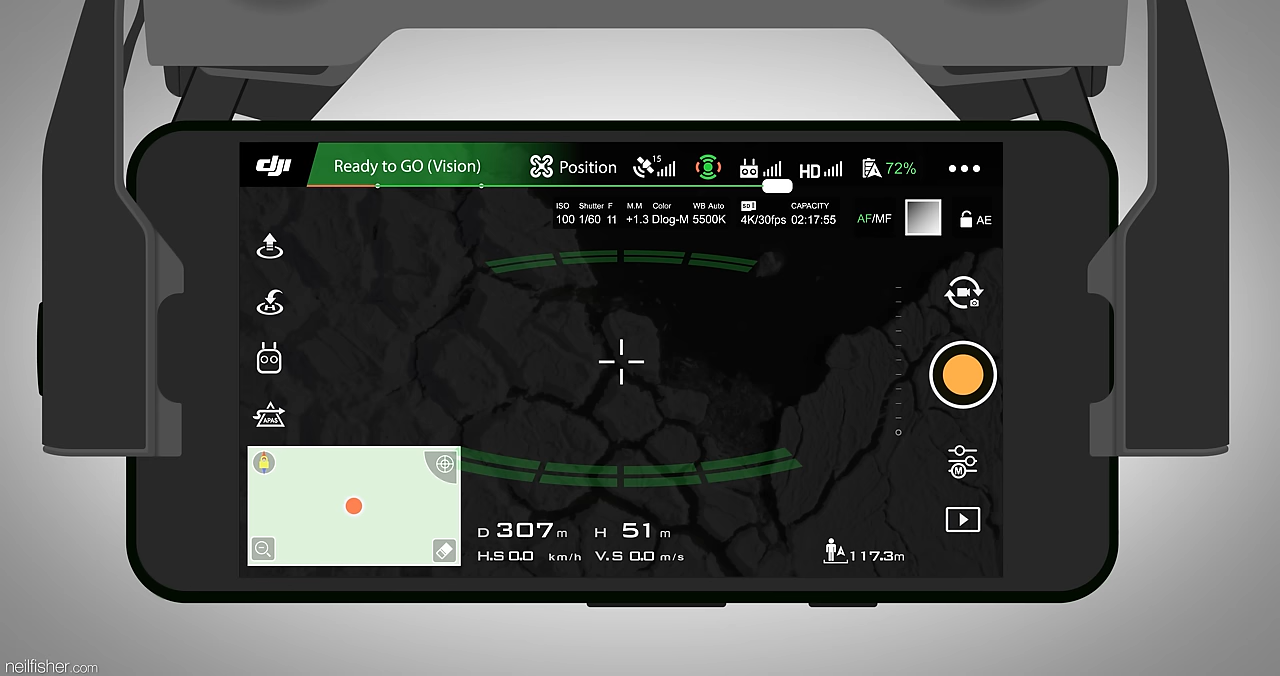 dji Ready to GO (Vision) Position 15 HD A 72%
ISO Shutter F M.M Color WB Auto SD CAPACITY
100 1/60 11 +1.3 Dlog-M 5500K 4K/30fps 02:17:55 AF/MF AE
H
APAS
M
D 307 m H 51 m
H.S 0.0 km/h V.S 0.0 m/s A 117.3m
neilfisher.com